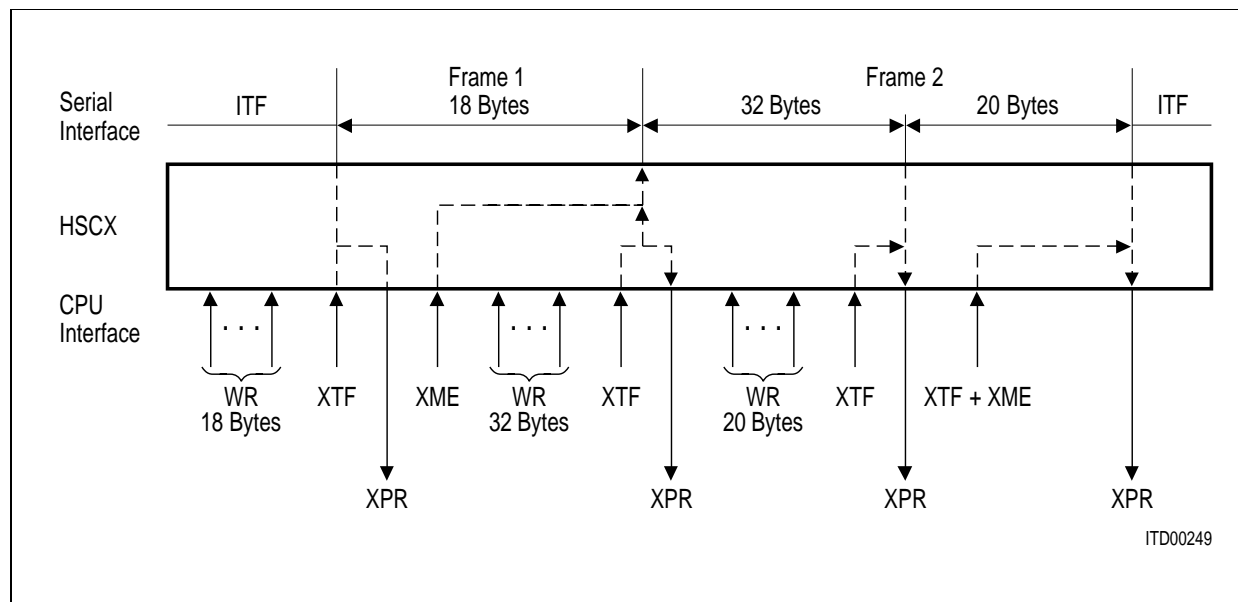 Serial
Interface
ITF
Frame 1
18 Bytes
32 Bytes
Frame 2
20 Bytes
ITF
HSCX
CPU
Interface
. . .
WR
18 Bytes
XTF
XME
. . .
WR
32 Bytes
XTF
. . .
WR
20 Bytes
XTF
XTF + XME
XPR
XPR
XPR
XPR
ITD00249